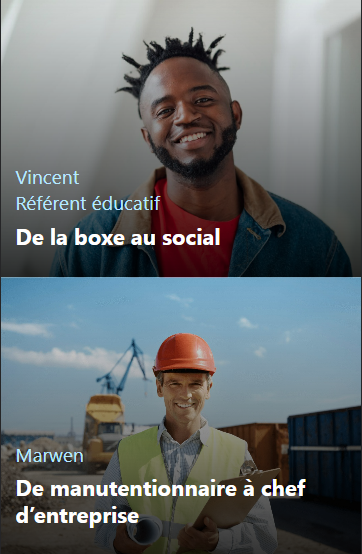 Vincent
Référent éducatif
De la boxe au social
Marwen
De manutentionnaire à chef
d’entreprise